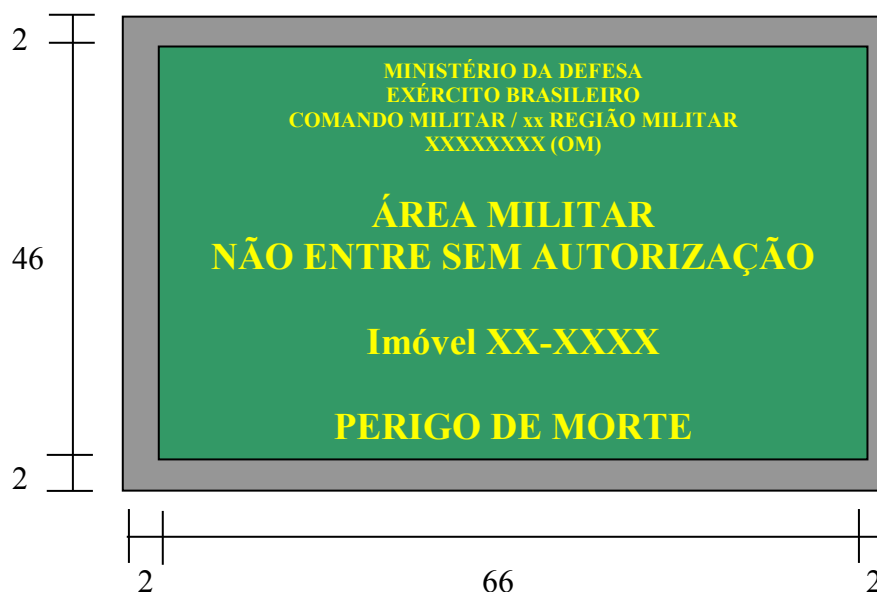 2
MINISTÉRIO DA DEFESA
EXÉRCITO BRASILEIRO
COMANDO MILITAR / xx REGIÃO MILITAR
XXXXXXXX (OM)
ÁREA MILITAR
46
NÃO ENTRE SEM AUTORIZAÇÃO
Imóvel XX-XXXX
PERIGO DE MORTE
2
2 66 2